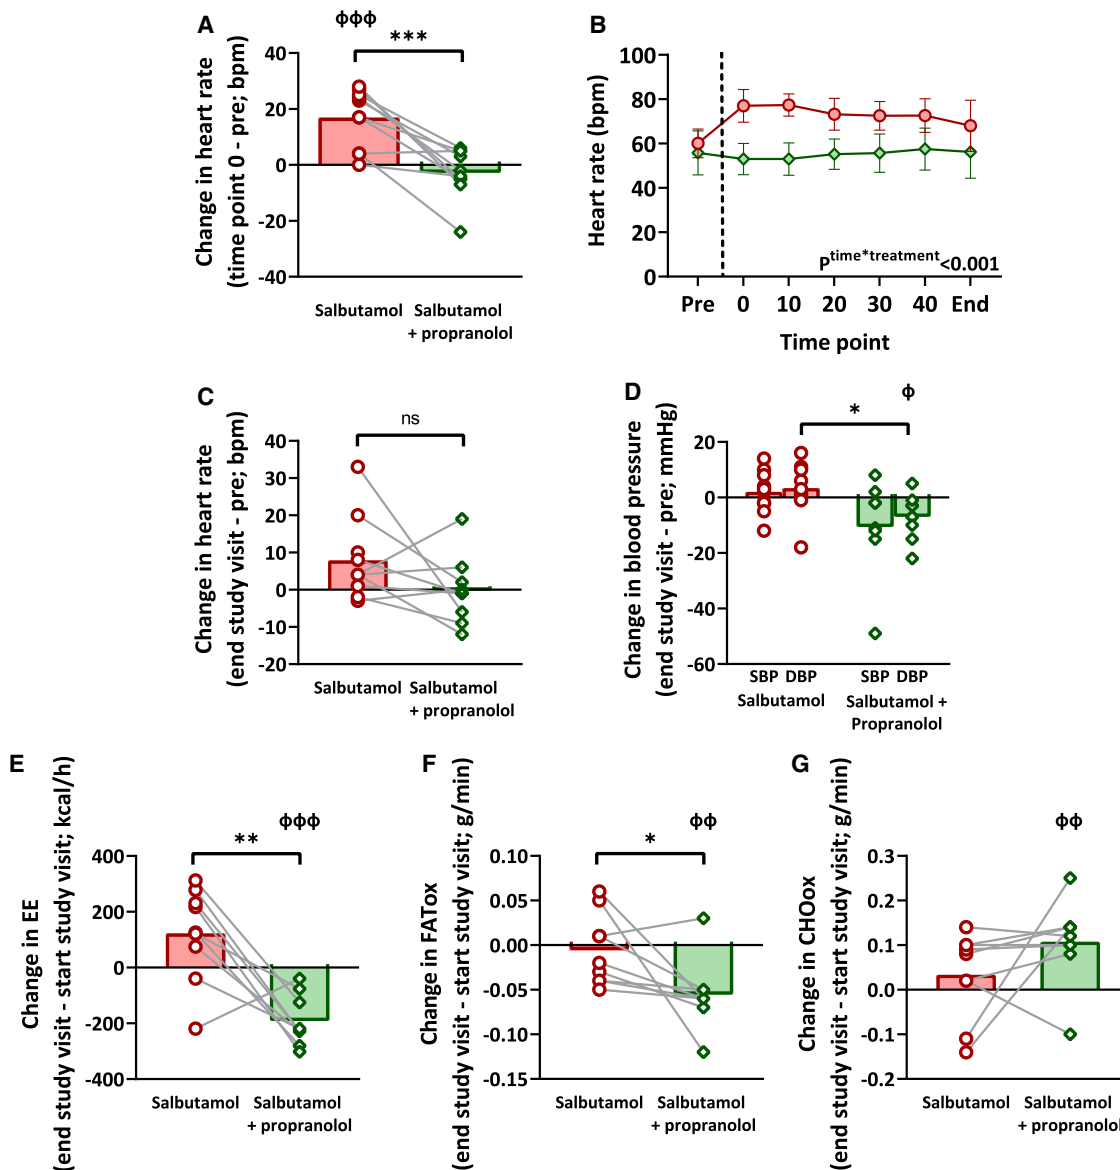 A
Change in heart rate
(time point 0 - pre; bpm)
ϕϕϕ
***
40
20
0
-20
-40
Salbutamol
Salbutamol
+ propranolol
B
Heart rate (bpm)
100
80
60
40
20
0
Ptime*treatment<0.001
Pre 0 10 20 30 40 End
Time point
C
Change in heart rate
(end study visit - pre; bpm)
ns
40
30
20
10
0
-10
-20
Salbutamol
Salbutamol
+ propranolol
D
Change in blood pressure
(end study visit - pre; mmHg)
ϕ
*
20
0
-20
-40
-60
SBP DBP SBP DBP
Salbutamol
Salbutamol +
Propranolol
E
Change in EE
(end study visit - start study visit; kcal/h)
ϕϕϕ
**
400
200
0
-200
-400
Salbutamol
Salbutamol
+ propranolol
F
Change in FATox
(end study visit - start study visit; g/min)
ϕϕ
*
0.10
0.05
0.00
-0.05
-0.10
-0.15
Salbutamol
Salbutamol
+ propranolol
G
Change in CHOox
(end study visit - start study visit; g/min)
ϕϕ
0.3
0.2
0.1
0.0
-0.1
-0.2
Salbutamol
Salbutamol
+ propranolol